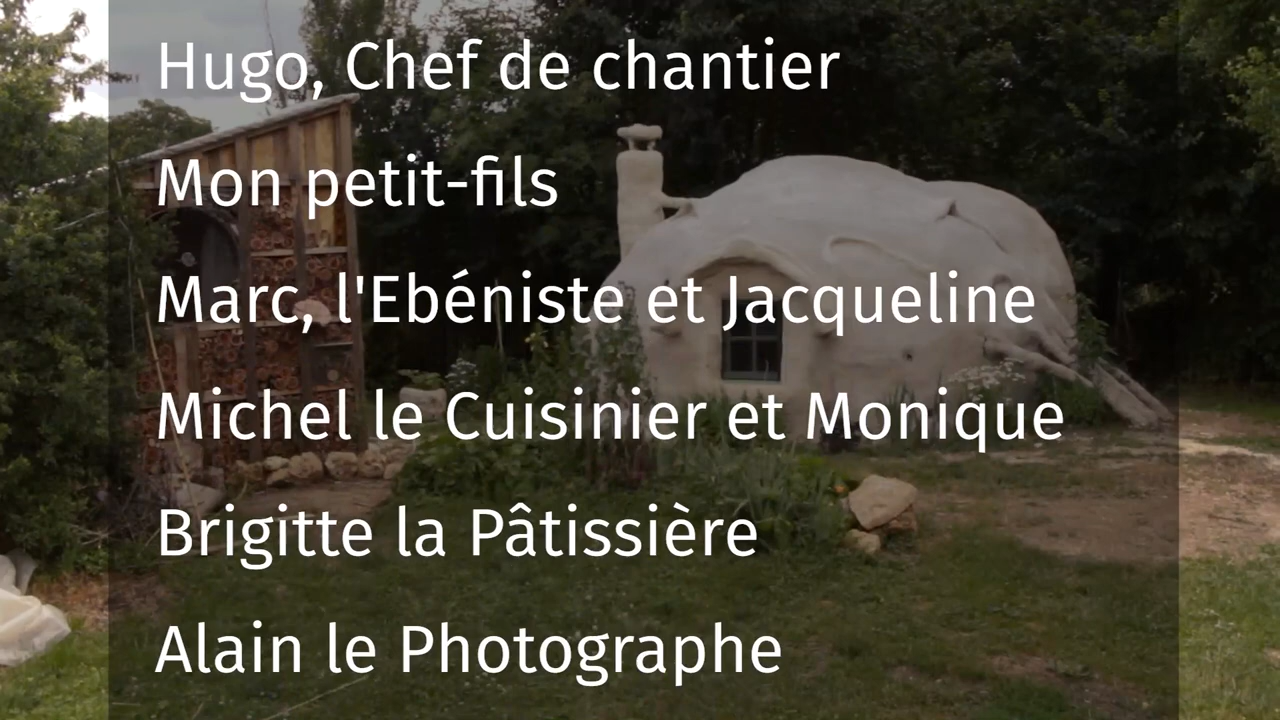 Hugo, Chef de chantier
Mon petit-fils
Marc, l'Ebéniste et Jacqueline
Michel le Cuisinier et Monique
Brigitte la Pâtissière
Alain le Photographe